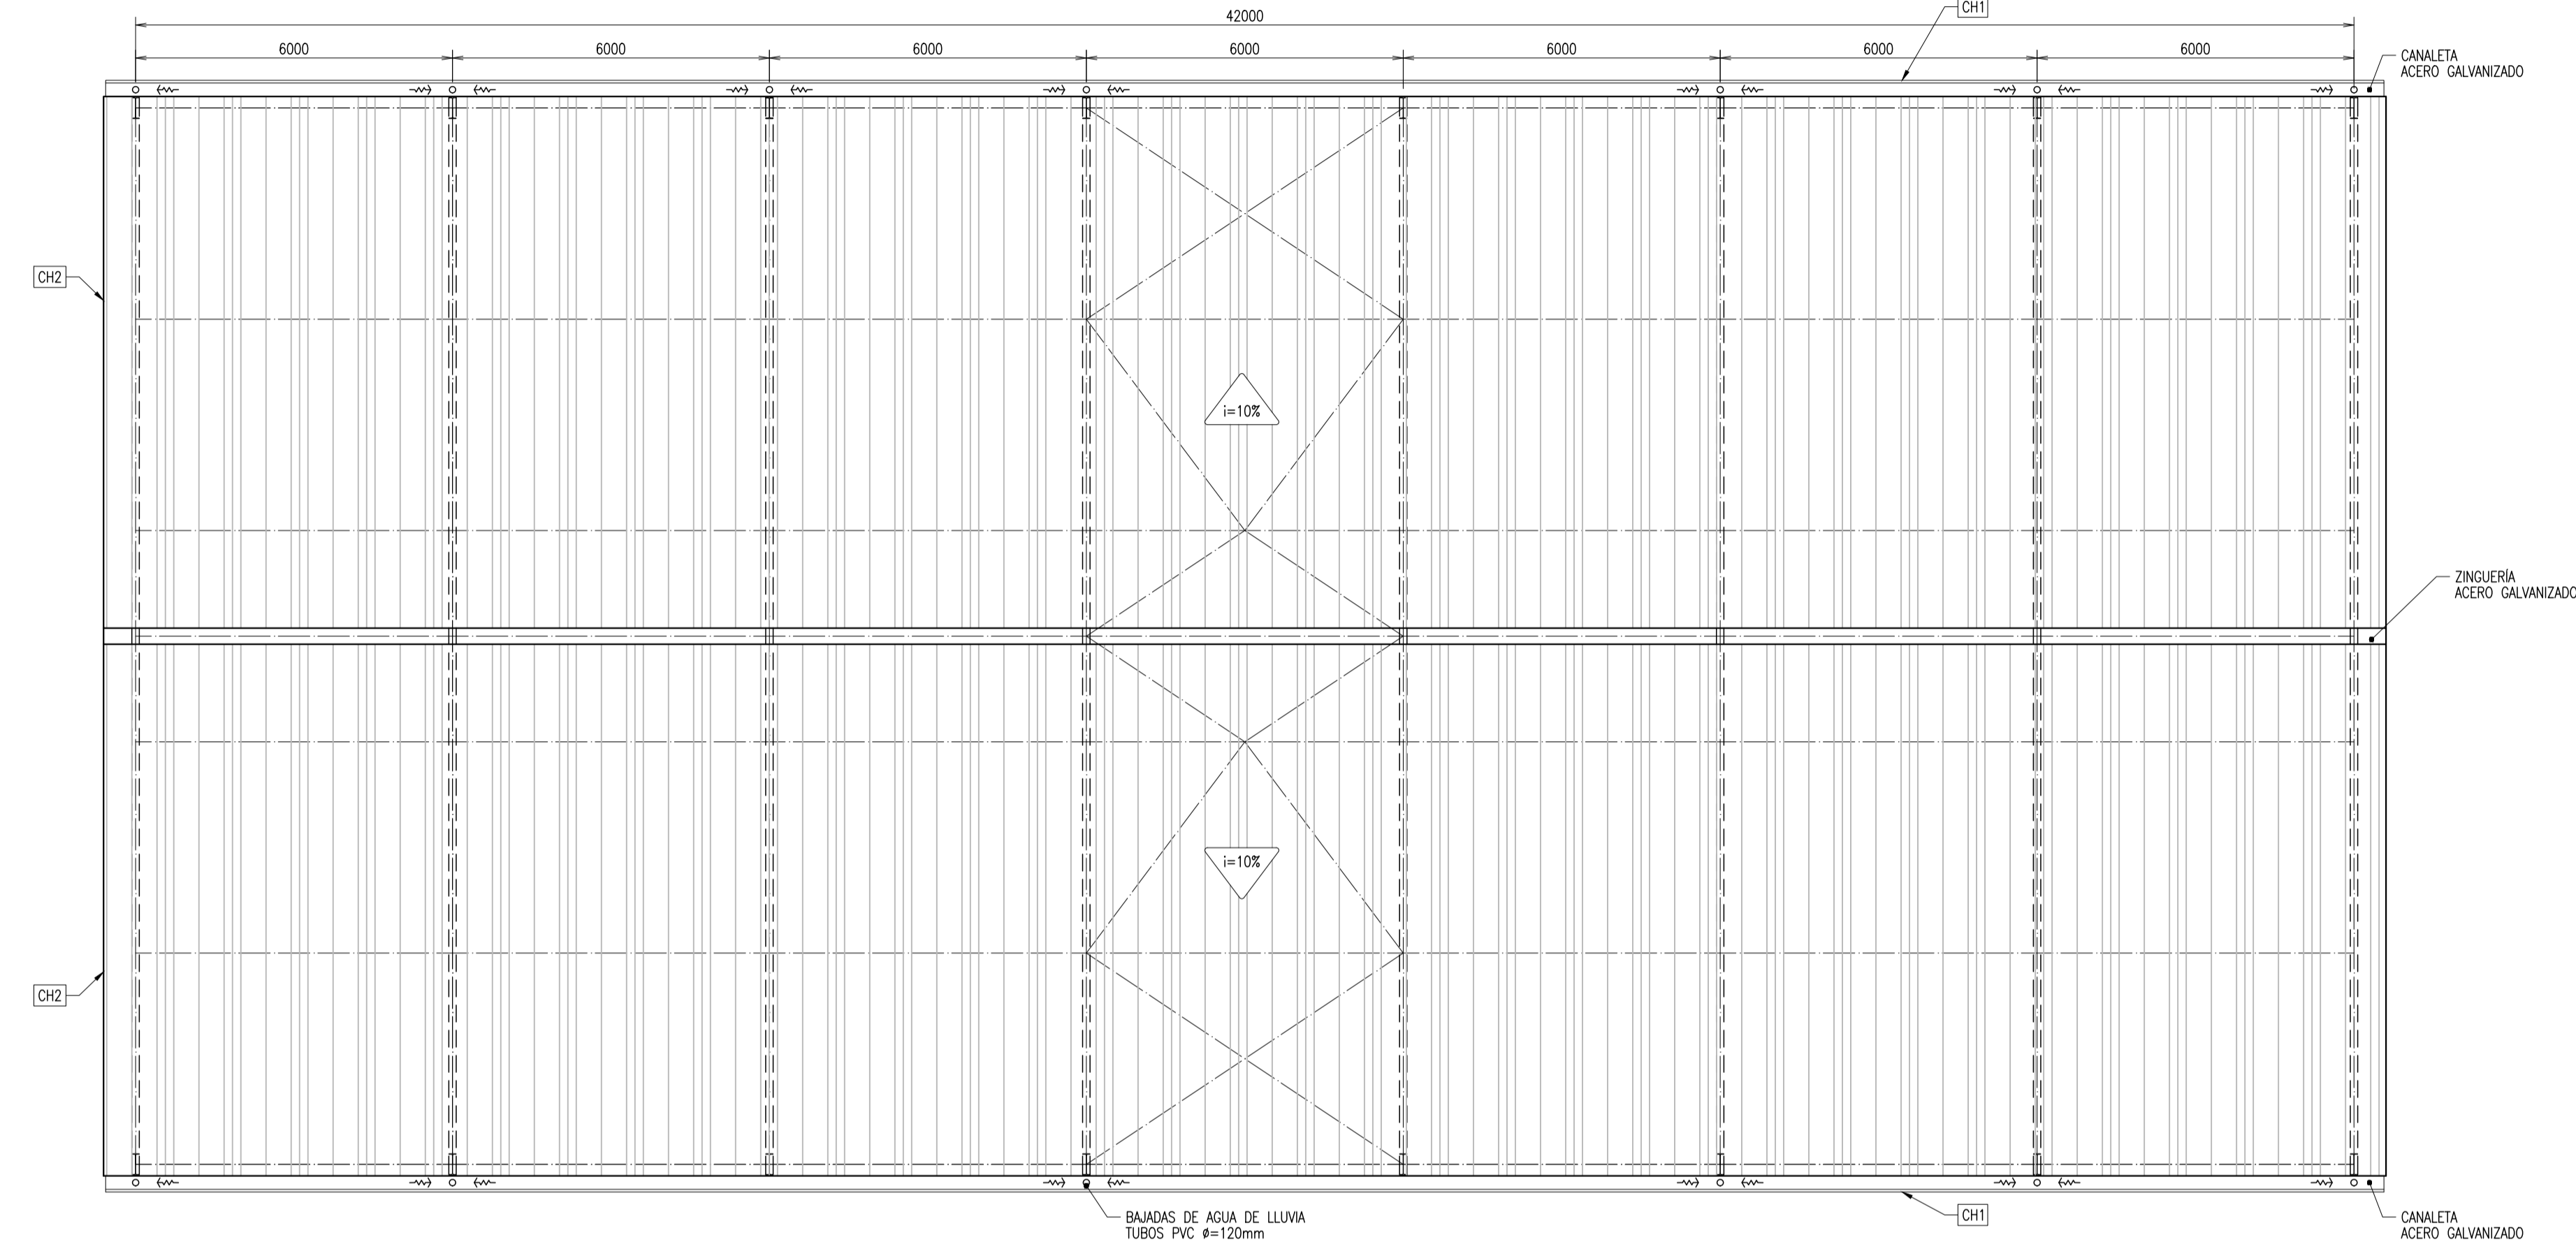 42000
CH1
6000
6000
6000
6000
6000
6000
6000
CANALETA
ACERO GALVANIZADO
CH2
i=10%
ZINGUERÍA
ACERO GALVANIZADO
i=10%
CH2
BAJADAS DE AGUA DE LLUVIA
TUBOS PVC ø=120mm
CH1
CANALETA
ACERO GALVANIZADO